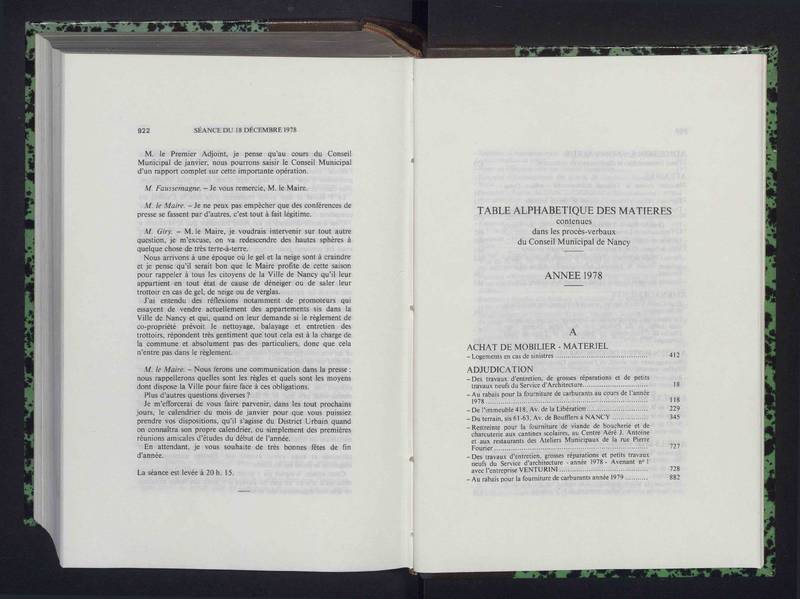 922 SÉANCE DU 18 DÉCEMBRE 1978
M. le Premier Adjoint, je pense qu'au cours du Conseil
Municipal de janvier, nous pourrons saisir le Conseil Municipal
d'un rapport complet sur cette importante opération.
M. Faussemagne. – Je vous remercie, M. le Maire.
M. le Maire. – Je ne peux pas empêcher que des conférences de
presse se fassent par d'autres, c'est tout à fait légitime.
M. Giry. – M. le Maire, je voudrais intervenir sur tout autre
question, je m'excuse, on va redescendre des hautes sphères à
quelque chose de très terre-à-terre.
Nous arrivons à une époque où le gel et la neige sont à craindre
et je pense qu'il serait bon que le Maire profite de cette saison
pour rappeler à tous les citoyens de la Ville de Nancy qu'il leur
appartient en tout état de cause de déneiger ou de saler leur
trottoir en cas de gel, de neige ou de verglas.
J'ai entendu des réflexions notamment de promoteurs qui
essayent de vendre actuellement des appartements sis dans la
Ville de Nancy et qui, quand on leur demande si le règlement de
co-propriété prévoit le nettoyage, balayage et entretien des
trottoirs, répondent très gentiment que tout cela est à la charge de
la commune et absolument pas des particuliers, donc que cela
n'entre pas dans le règlement.
M. le Maire. – Nous ferons une communication dans la presse ;
nous rappellerons quelles sont les règles et quels sont les moyens
dont dispose la Ville pour faire face à ces obligations.
Plus d'autres questions diverses ?
Je m'efforcerai de vous faire parvenir, dans les tout prochains
jours, le calendrier du mois de janvier pour que vous puissiez
prendre vos dispositions, qu'il s'agisse du District Urbain quand
on connaîtra son propre calendrier, ou simplement des premières
réunions amicales d'études du début de l'année.
En attendant, je vous souhaite de très bonnes fêtes de fin
d'année.
La séance est levée à 20 h. 15.
TABLE ALPHABETIQUE DES MATIERES
contenues
dans les procès-verbaux
du Conseil Municipal de Nancy
ANNEE 1978
A
ACHAT DE MOBILIER - MATERIEL
– Logements en cas de sinistres ........ 412
ADJUDICATION
– Des travaux d'entretien, de grosses réparations et de petits
travaux neufs du Service d'Architecture........ 18
– Au rabais pour la fourniture de carburants au cours de l'année
1978 ........ 118
– De l'immeuble 418, Av. de la Libération ........ 229
– Du terrain, sis 61-63, Av. de Boufflers à NANCY ........ 345
– Restreinte pour la fourniture de viande de boucherie et de
charcuterie aux cantines scolaires, au Centre Aéré J. Antoine
et aux restaurants des Ateliers Municipaux de la rue Pierre
Fourier ........ 727
– Des travaux d'entretien, grosses réparations et petits travaux
neufs du Service d'architecture - année 1978 - Avenant n° 1
avec l'entreprise VENTURINI ........ 728
– Au rabais pour la fourniture de carburants année 1979 ........ 882